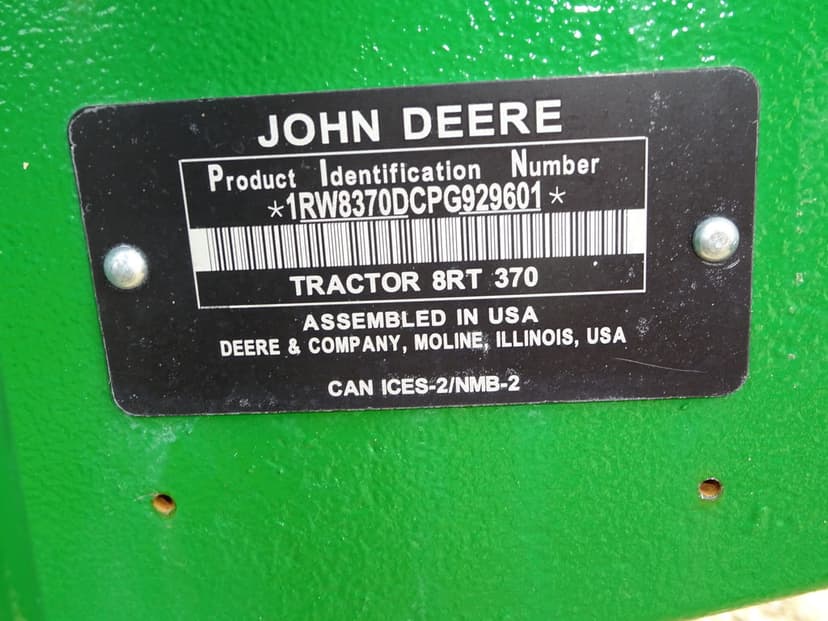 JOHN DEERE
Product Identification Number
*1RW8370DCPG929601*
TRACTOR 8RT 370
ASSEMBLED IN USA
DEERE & COMPANY, MOLINE, ILLINOIS, USA
CAN ICES-2/NMB-2